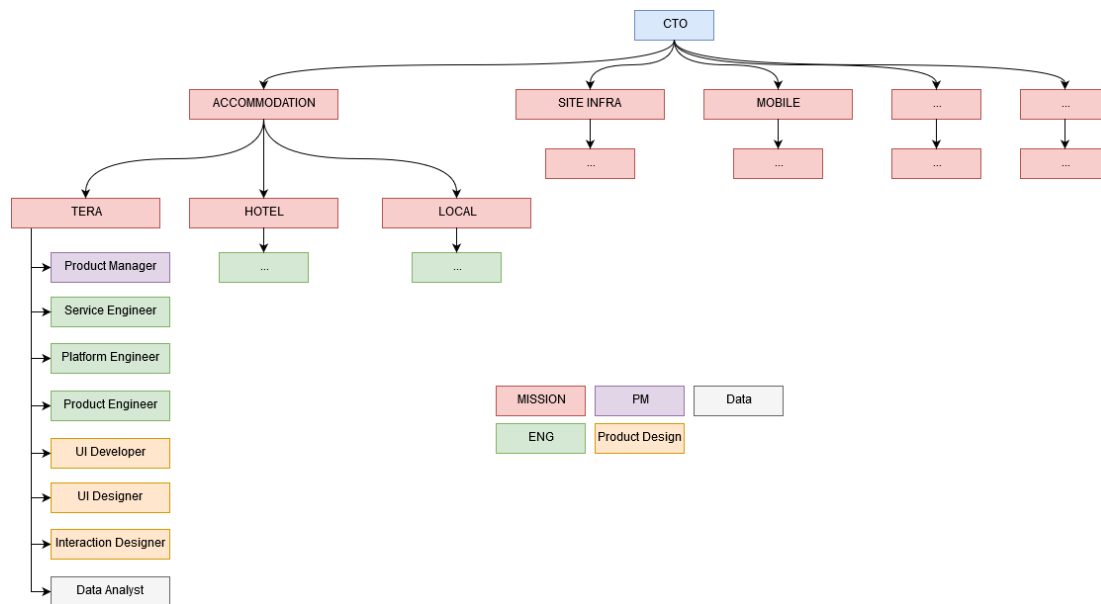 CTO
ACCOMMODATION
SITE INFRA
MOBILE
...
...
...
...
...
...
TERA
HOTEL
LOCAL
Product Manager
...
...
Service Engineer
Platform Engineer
Product Engineer
UI Developer
UI Designer
Interaction Designer
Data Analyst
MISSION
PM
Data
ENG
Product Design